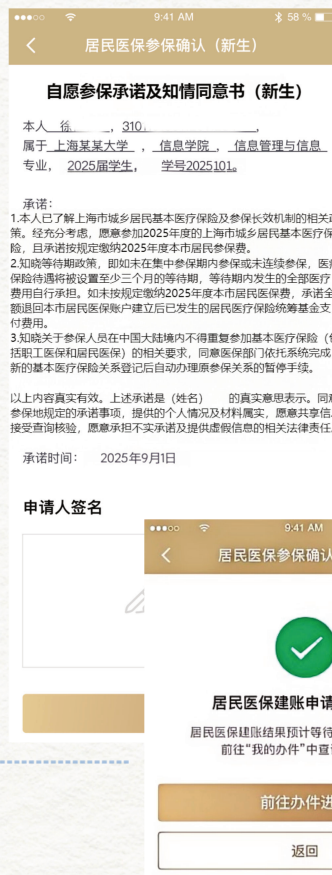 9:41 AM 58 %
居民医保参保确认（新生）
自愿参保承诺及知情同意书（新生）
本人 徐 ，310 ，
属于 上海某某大学 ， 信息学院 ，信息管理与信息
专业， 2025届学生， 学号2025101。
承诺：
1.本人已了解上海市城乡居民基本医疗保险及参保长效机制的相关政
策。经充分考虑，愿意参加2025年度的上海市城乡居民基本医疗保
险，且承诺按规定缴纳2025年度本市居民参保费。
2.知晓等待期政策，即如未在集中参保期内参保或未连续参保，医疗
保险待遇将被设置至少三个月的等待期，等待期内发生的全部医疗
费用自行承担。如未按规定缴纳2025年度本市居民医保费，承诺全
额退回本市居民医保账户建立后已发生的居民医疗保险统筹基金支
付费用。
3.知晓关于参保人员在中国大陆境内不得重复参加基本医疗保险（包
括职工医保和居民医保）的相关要求，同意医保部门依托系统完成
新的基本医疗保险关系登记后自动办理原参保关系的暂停手续。
以上内容真实有效。上述承诺是（姓名） 的真实意思表示。同意
参保地规定的承诺事项，提供的个人情况及材料属实，愿意共享信
接受查询核验，愿意承担不实承诺及提供虚假信息的相关法律责任
承诺时间： 2025年9月1日
申请人签名
9:41 AM
居民医保参保确认
居民医保建账申请
居民医保建账结果预计等待
前往“我的办件”中查
前往办件进
返回